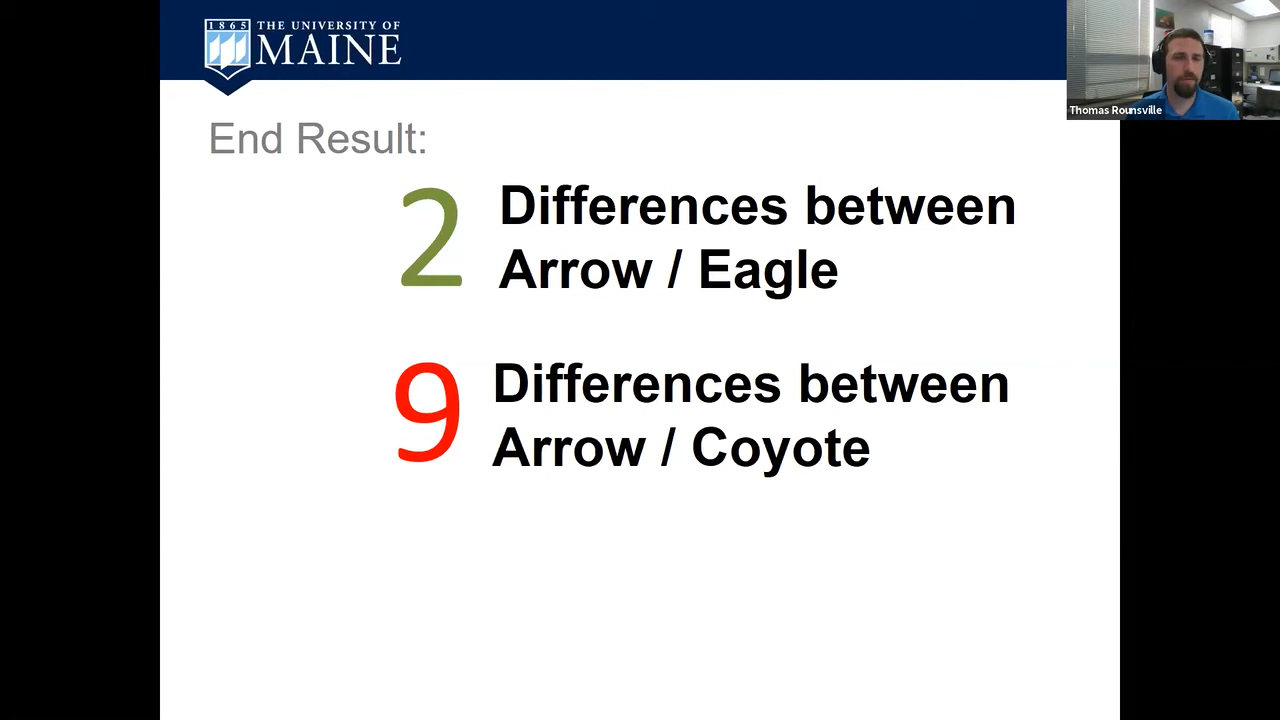 1865
THE UNIVERSITY OF
MAINE
Thomas Rounsville
End Result:
2
Differences between
Arrow / Eagle
9
Differences between
Arrow / Coyote